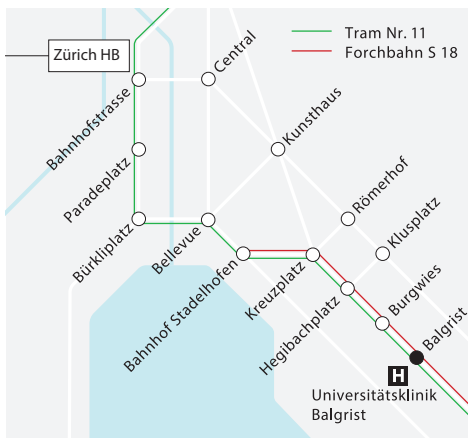 Tram Nr. 11
Forchbahn S 18
Zürich HB
Central
Bahnhofstrasse
Kunsthaus
Paradeplatz
Römerhof
Bürkliplatz
Bellevue
Klusplatz
Bahnhof Stadelhofen
Kreuzplatz
Hegibachplatz
Burgwies
Balgrist
H
Universitätsklinik
Balgrist